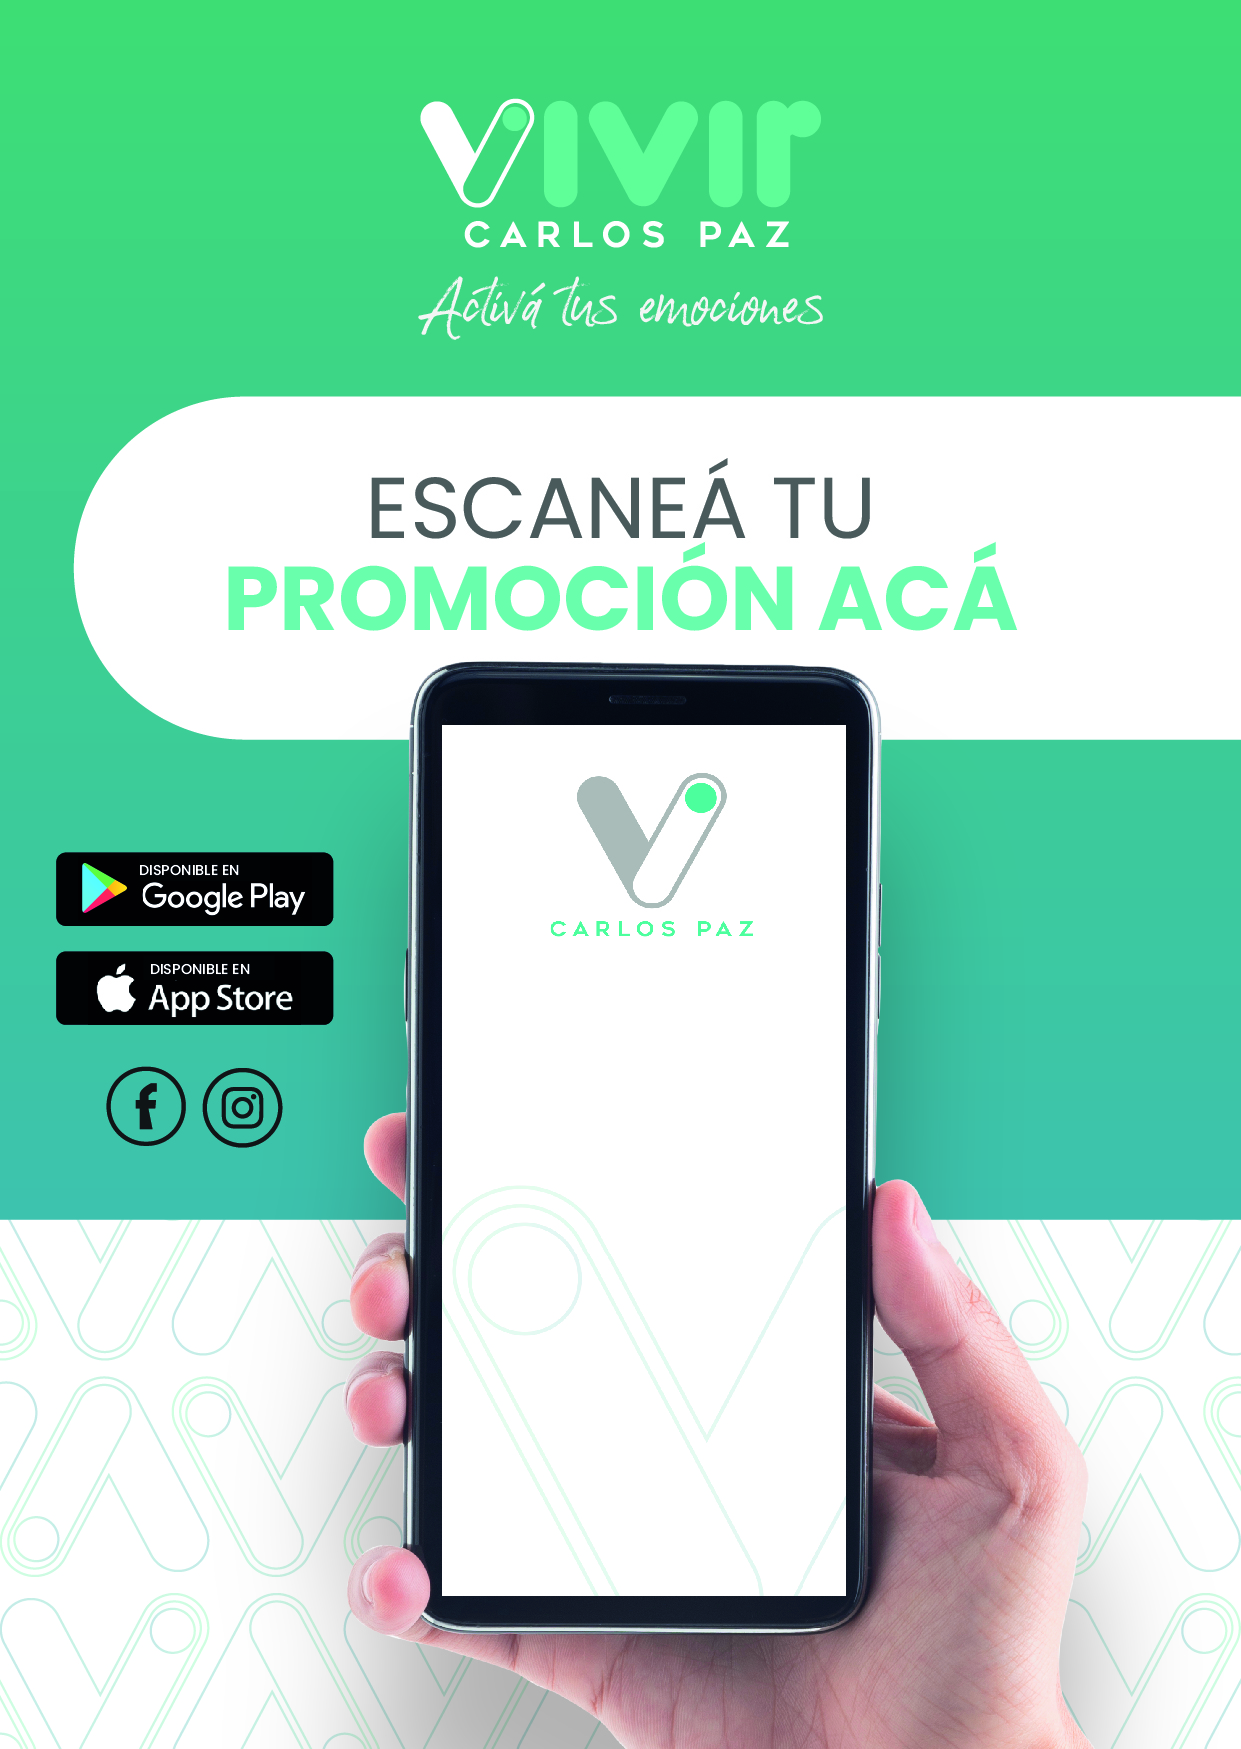 vivir
CARLOS PAZ
Activá tus emociones
ESCANEÁ TU
PROMOCIÓN ACÁ
CARLOS PAZ
DISPONIBLE EN
Google Play
DISPONIBLE EN
App Store